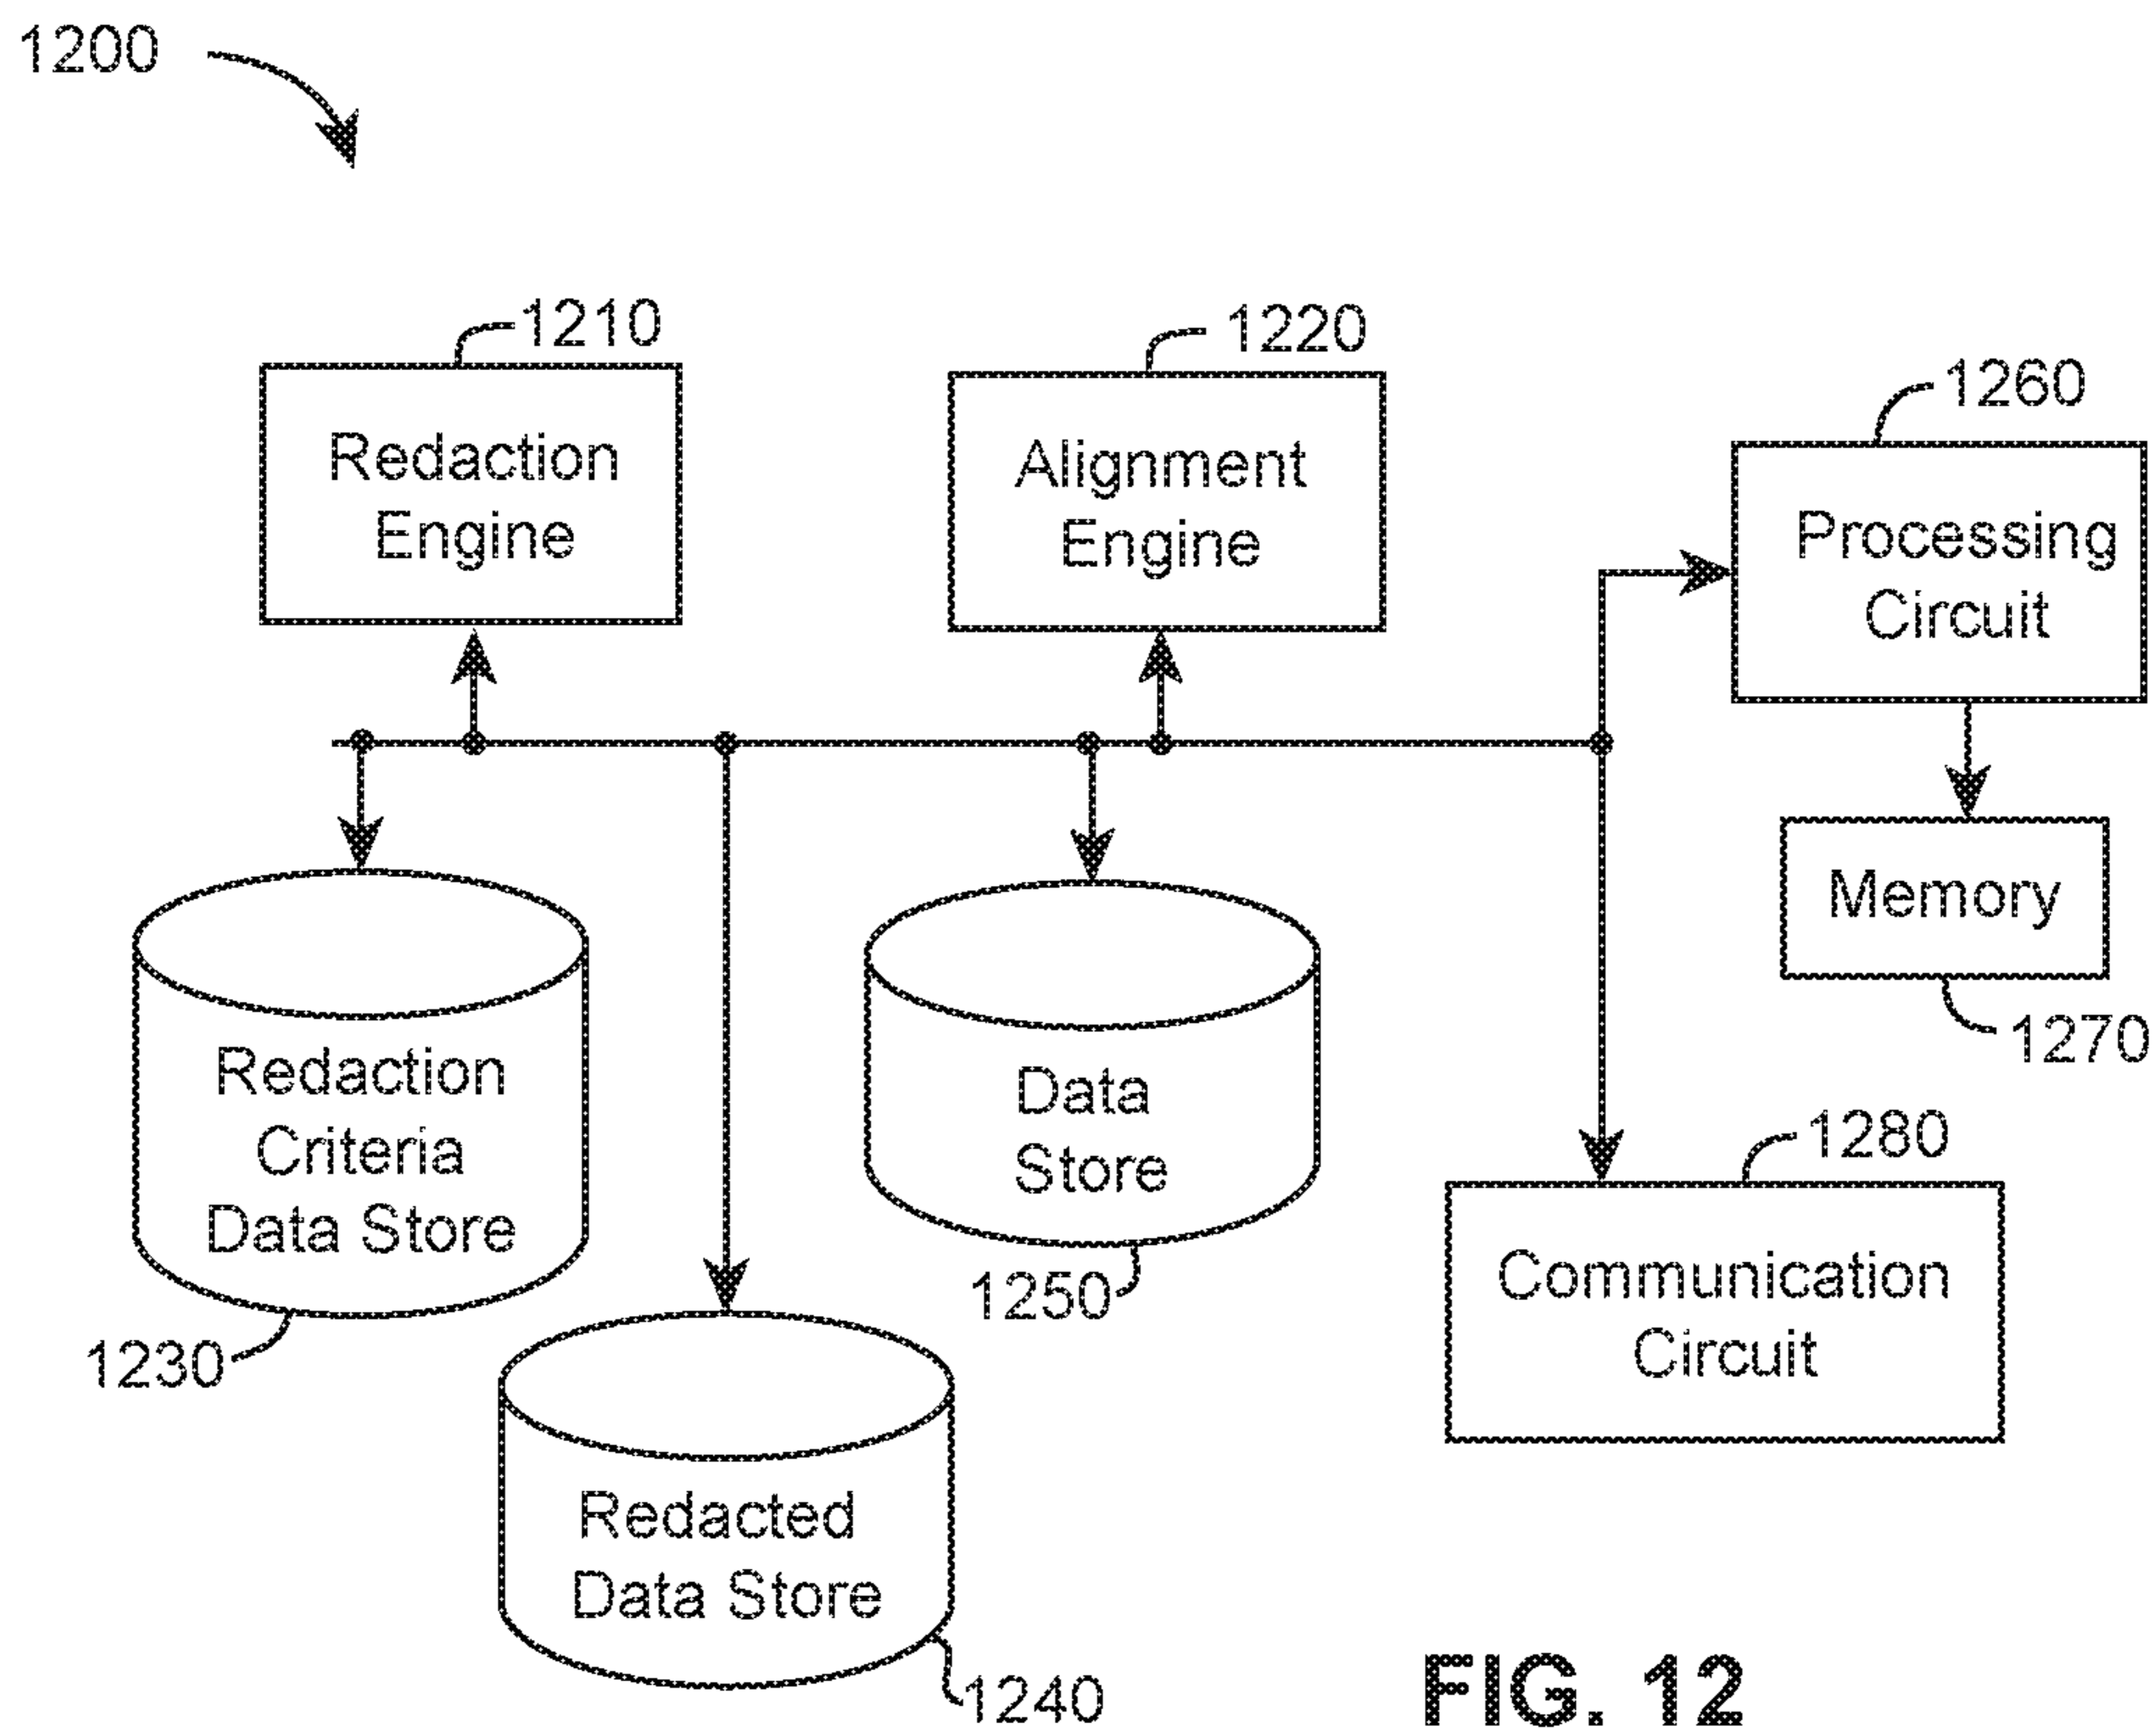 1200
1210
1220
1260
Redaction
Engine
Alignment
Engine
Processing
Circuit
Memory
1270
Redaction
Criteria
Data Store
1230
Data
Store
1250
1280
Communication
Circuit
Redacted
Data Store
1240
FIG. 12